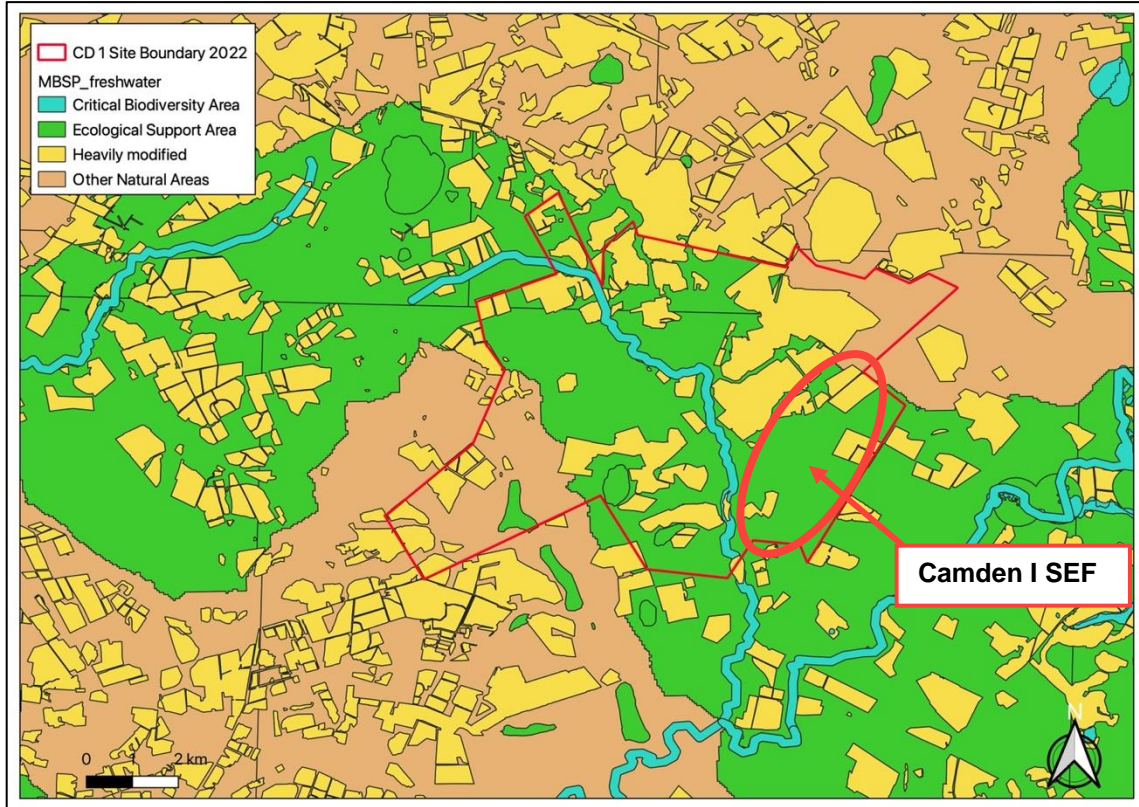 CD 1 Site Boundary 2022
MBSP_freshwater
Critical Biodiversity Area
Ecological Support Area
Heavily modified
Other Natural Areas
Camden I SEF
N
0 1 2 km